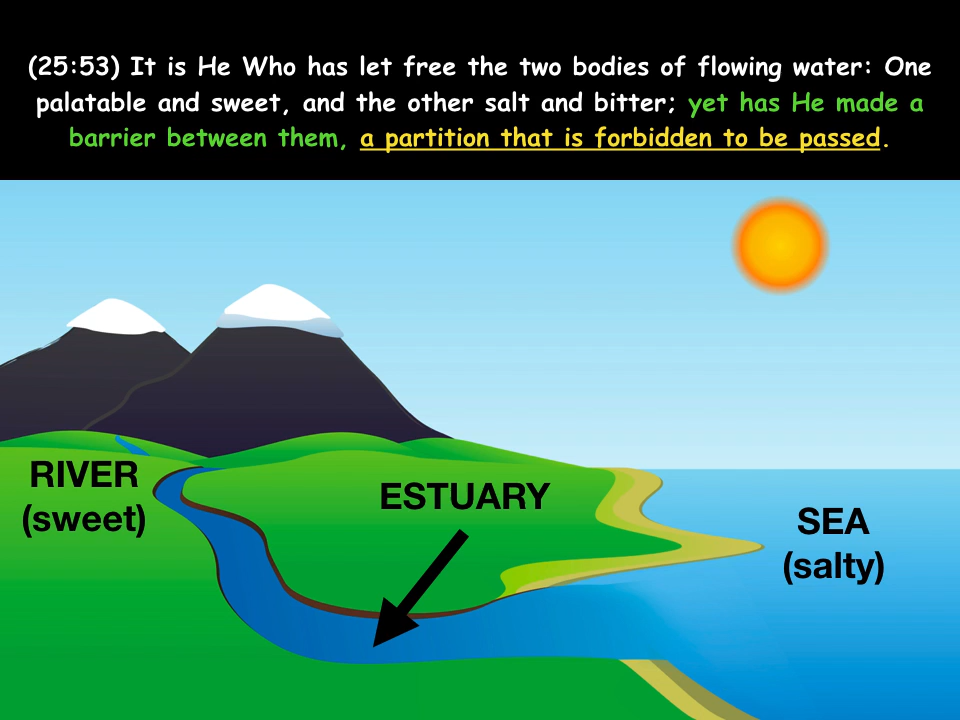 (25:53) It is He Who has let free the two bodies of flowing water: One
palatable and sweet, and the other salt and bitter; yet has He made a
barrier between them, a partition that is forbidden to be passed.
RIVER
(sweet)
ESTUARY
SEA
(salty)